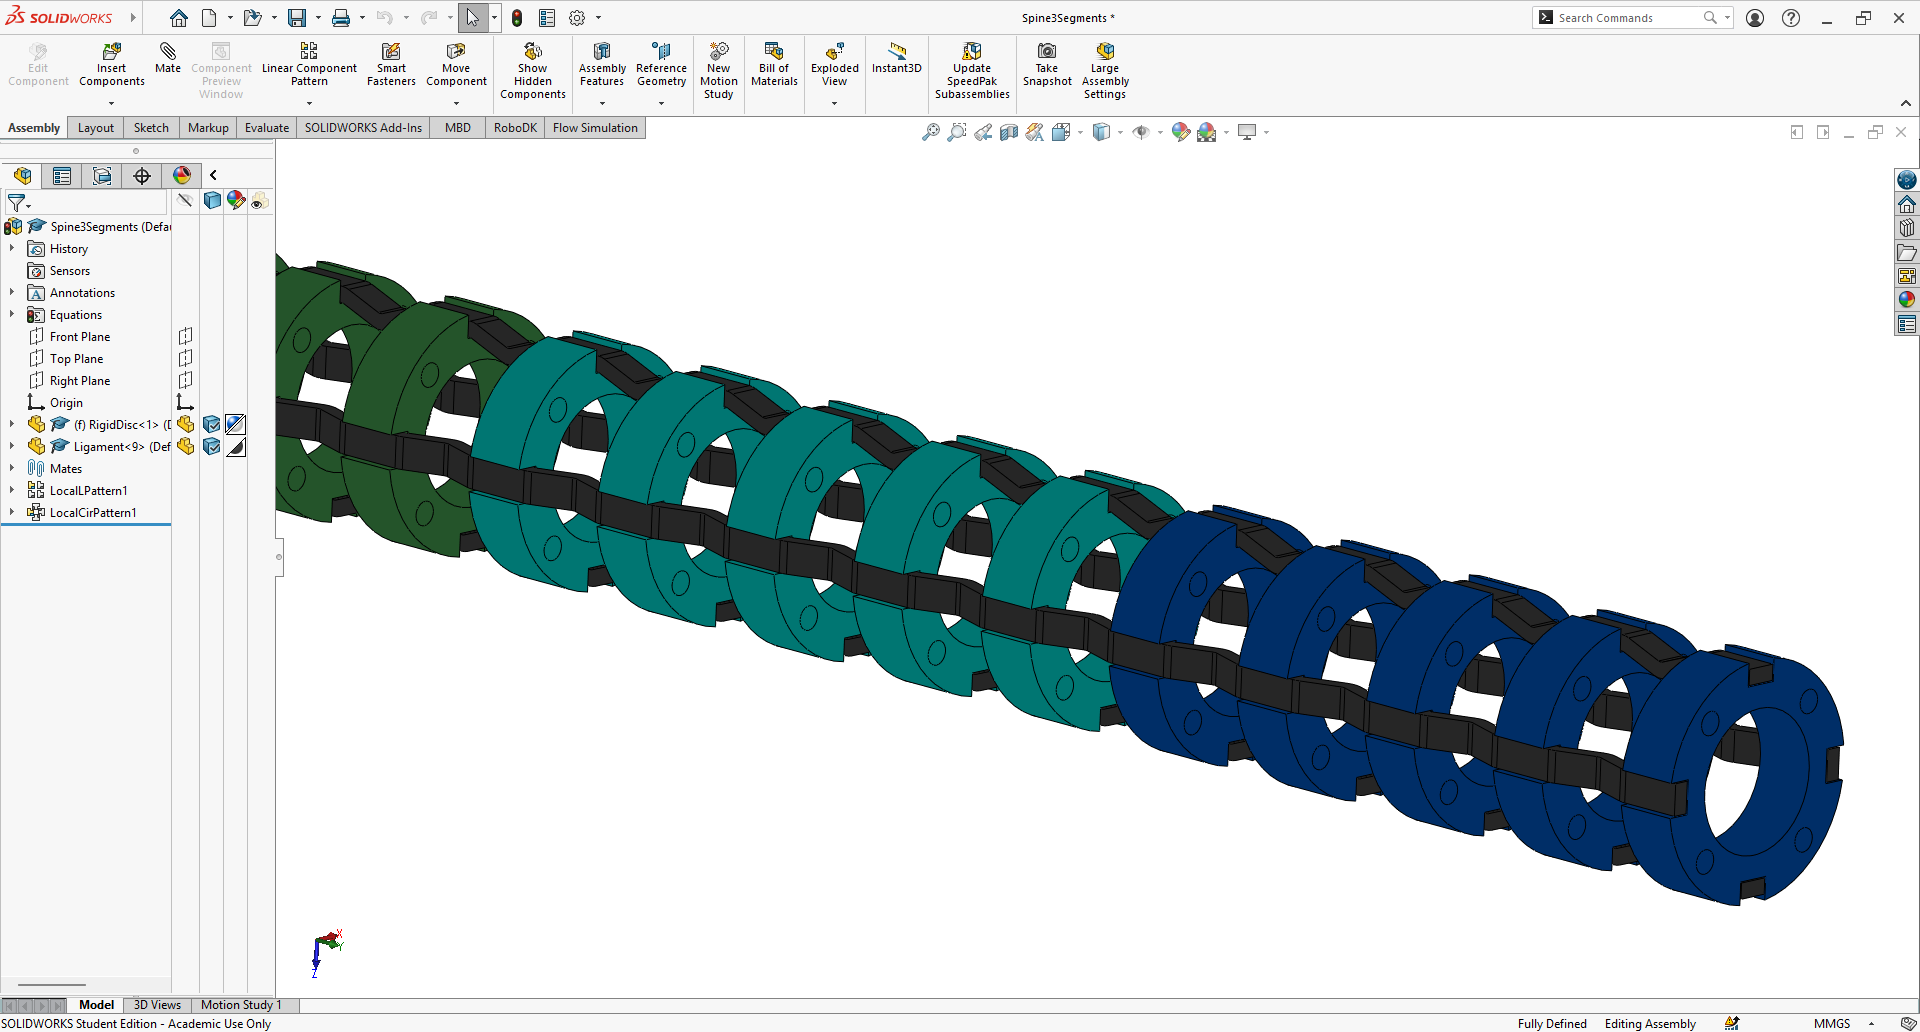 SOLIDWORKS
Spine3Segments *
Search Commands
Edit Component
Insert Components
Mate
Component Preview Window
Linear Component Pattern
Smart Fasteners
Move Component
Show Hidden Components
Assembly Features
Reference Geometry
New Motion Study
Bill of Materials
Exploded View
Instant3D
Update SpeedPak Subassemblies
Take Snapshot
Large Assembly Settings
Assembly Layout Sketch Markup Evaluate SOLIDWORKS Add-Ins MBD RoboDK Flow Simulation
Spine3Segments (Defau
History
Sensors
Annotations
Equations
Front Plane
Top Plane
Right Plane
Origin
(f) RigidDisc<1> (D
Ligament<9> (Def
Mates
LocalLPattern1
LocalCirPattern1
X
Y
Z
Model 3D Views Motion Study 1
SOLIDWORKS Student Edition - Academic Use Only
Fully Defined Editing Assembly MMGS